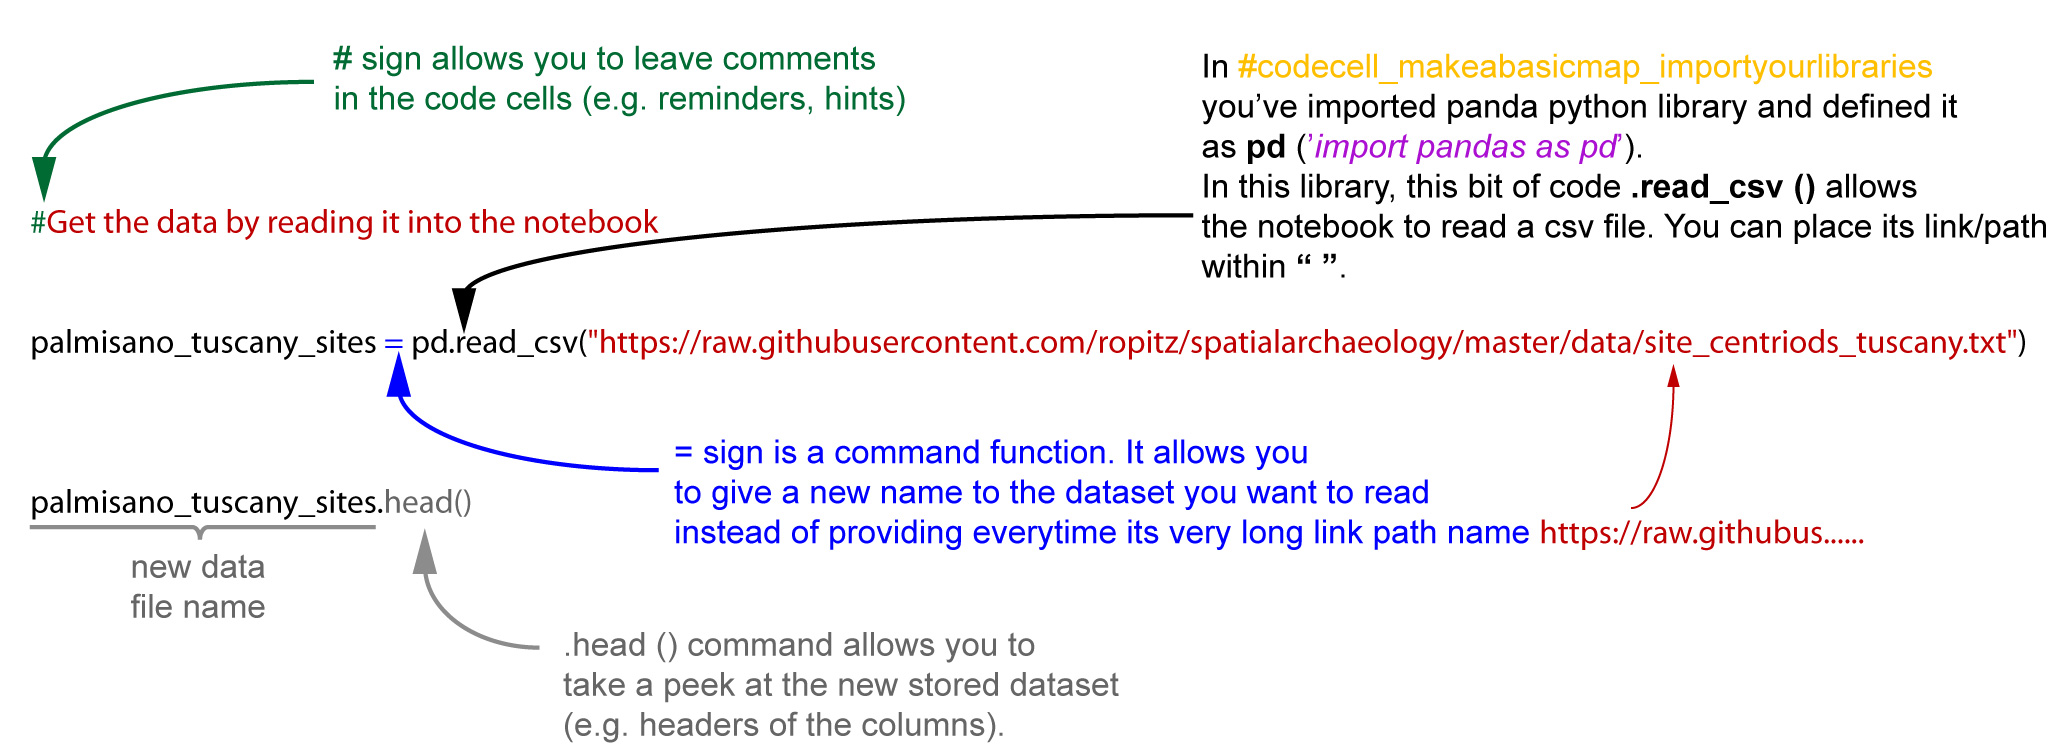 # sign allows you to leave comments
in the code cells (e.g. reminders, hints)
In #codecell_makeabasicmap_importyourlibraries
you’ve imported panda python library and defined it
as pd (’import pandas as pd’).
In this library, this bit of code .read_csv () allows
the notebook to read a csv file. You can place its link/path
within “ ”.
#Get the data by reading it into the notebook
palmisano_tuscany_sites = pd.read_csv("https://raw.githubusercontent.com/ropitz/spatialarchaeology/master/data/site_centriods_tuscany.txt")
= sign is a command function. It allows you
to give a new name to the dataset you want to read
instead of providing everytime its very long link path name https://raw.githubus......
palmisano_tuscany_sites.head()
new data
file name
.head () command allows you to
take a peek at the new stored dataset
(e.g. headers of the columns).